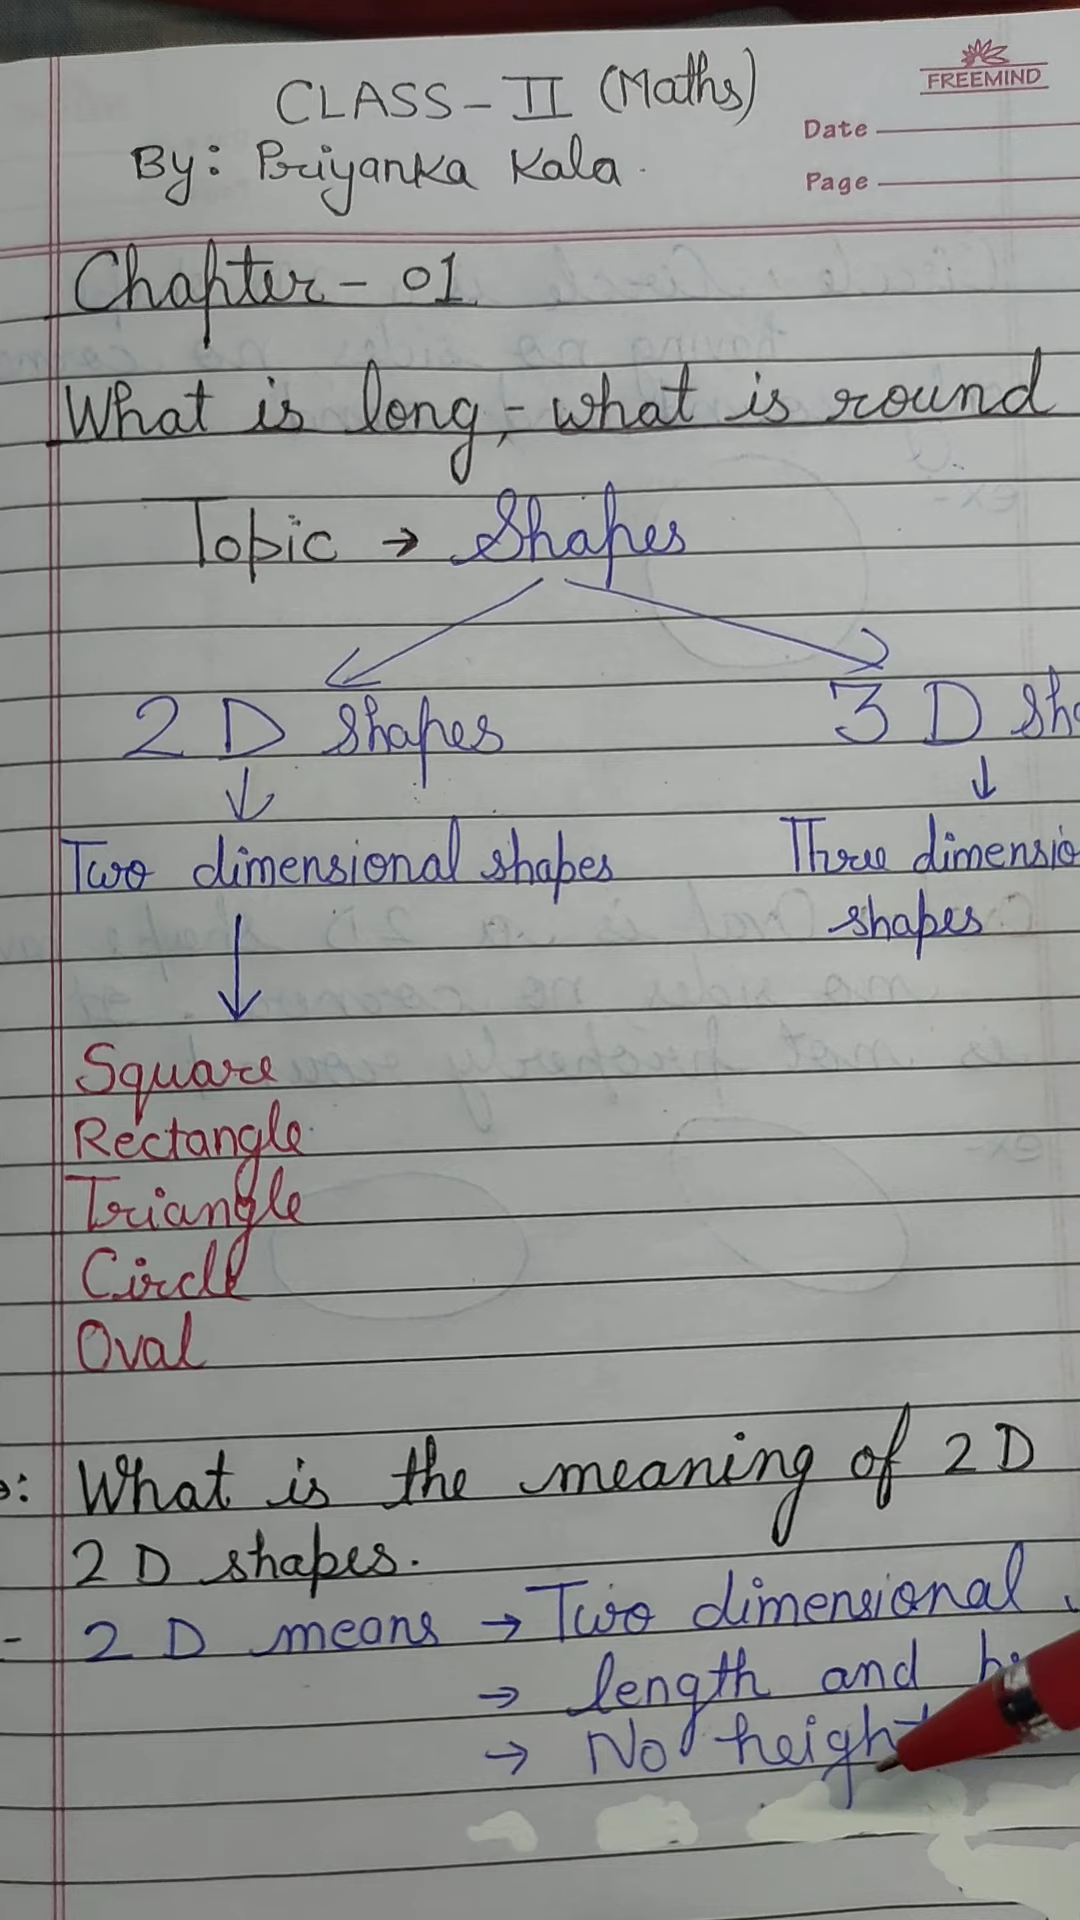 FREEMIND
CLASS - II (Maths)
Date
By: Priyanka Kala.
Page
Chapter - 01
What is long, - what is round
Topic → Shapes
2 D shapes 3 D
Two dimensional shapes Three
shapes
Square
Rectangle
Triangle
Circle
Oval
What is the meaning of 2 D
2 D shapes.
2 D means → Two dimensional
→ length and
→ No height